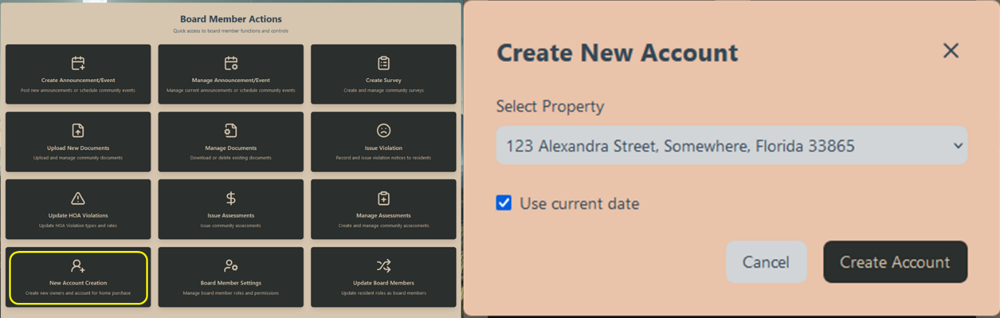 Board Member Actions
Quick access to board member functions and controls
Create Announcement/Event
Post new announcements or schedule community events
Manage Announcement/Event
Manage current announcements or schedule community events
Create Survey
Create and manage community surveys
Upload New Documents
Upload and manage community documents
Manage Documents
Download or delete existing documents
Issue Violation
Record and issue violation notices to residents
Update HOA Violations
Update HOA Violation types and rates
Issue Assessments
Issue community assessments
Manage Assessments
Create and manage community assessments
New Account Creation
Create new owners and account for home purchase
Board Member Settings
Manage board member roles and permissions
Update Board Members
Update resident roles as board members
Create New Account
Select Property
123 Alexandra Street, Somewhere, Florida 33865
Use current date
Cancel
Create Account